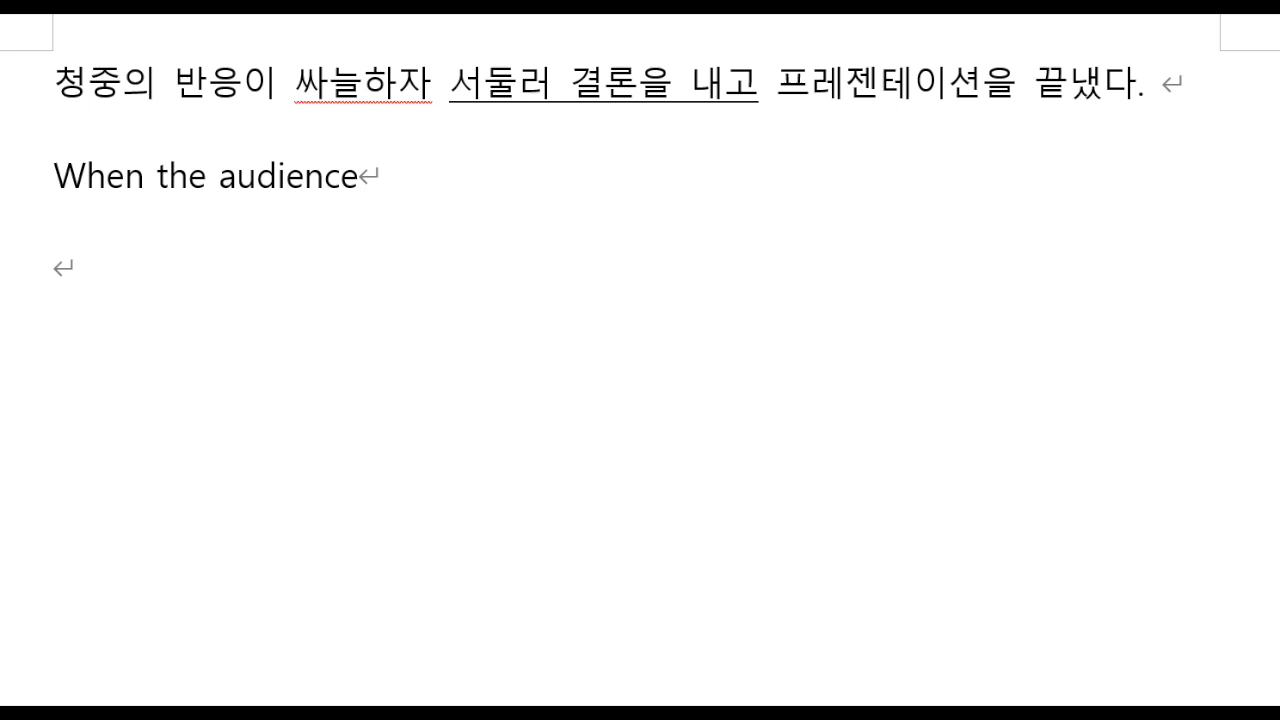 청중의 반응이 싸늘하자 서둘러 결론을 내고 프레젠테이션을 끝냈다.
When the audience